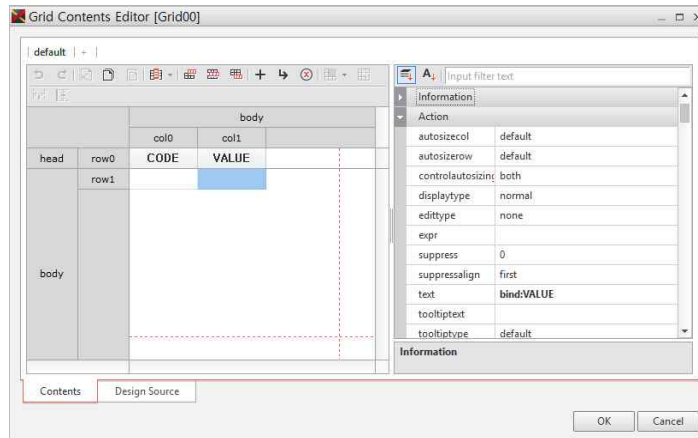 Grid Contents Editor [Grid00]
default +
Input filter text
body
col0 col1
head row0 CODE VALUE
row1
body
Information
Action
autosizecol default
autosizerow default
controlautosizing both
displaytype normal
edittype none
expr
suppress 0
suppressalign first
text bind:VALUE
tooltiptext
tooltiptype default
Information
Contents Design Source
OK Cancel